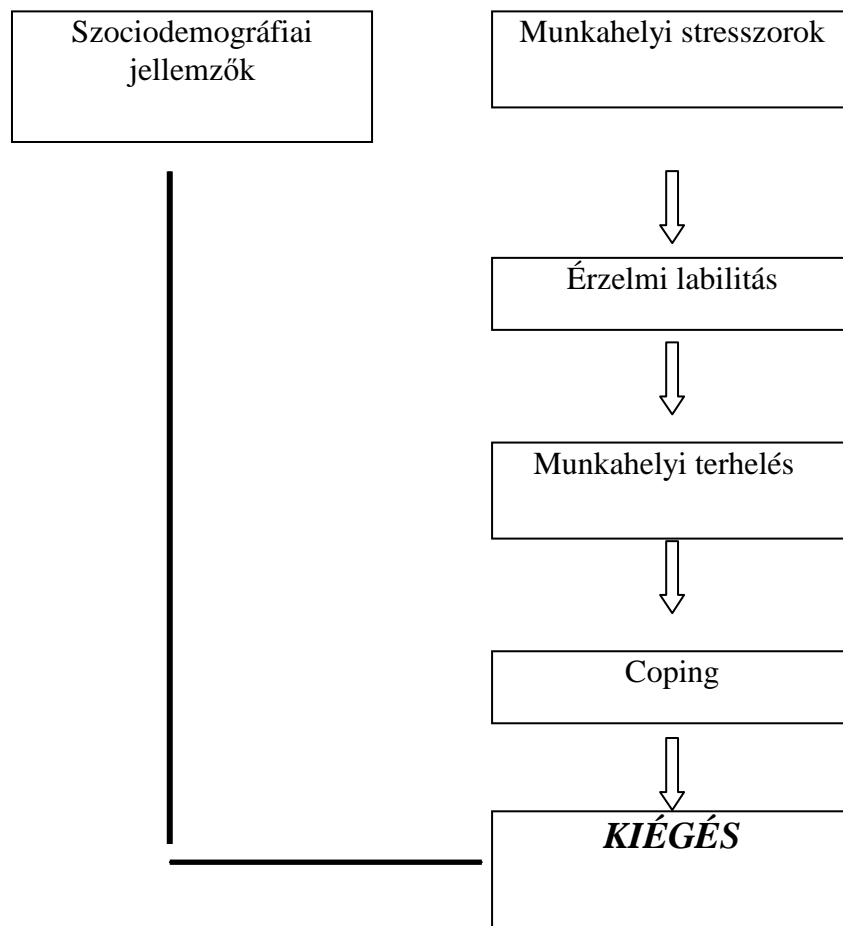 Szociodemográfiai
jellemzők
Munkahelyi stresszorok
Érzelmi labilitás
Munkahelyi terhelés
Coping
KIÉGÉS